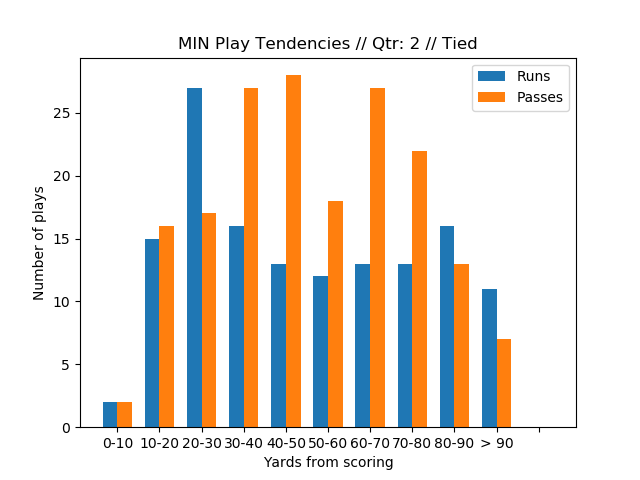 MIN Play Tendencies // Qtr: 2 // Tied
Runs
Passes
Number of plays
25
20
15
10
5
0
0-10 10-20 20-30 30-40 40-50 50-60 60-70 70-80 80-90 > 90
Yards from scoring